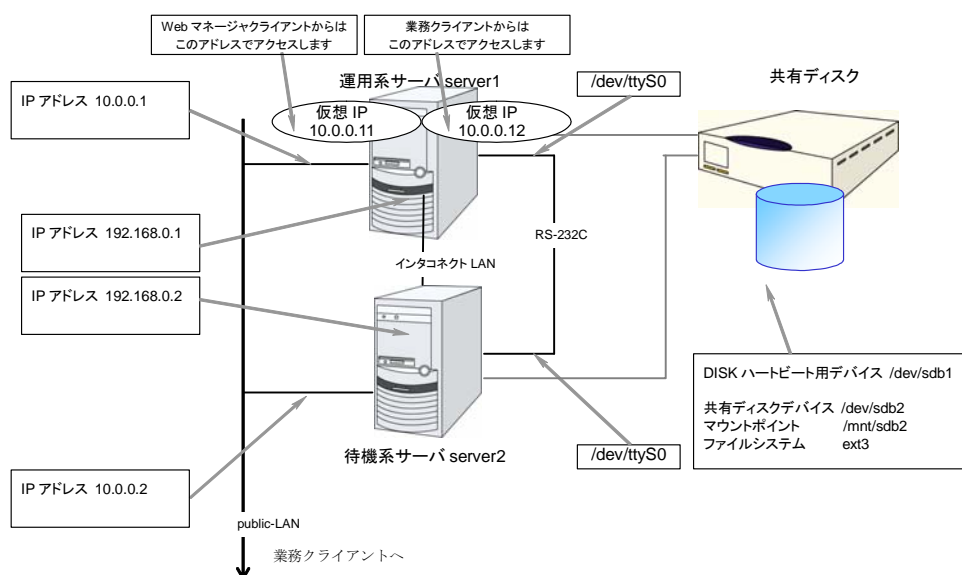 Web マネージャクライアントからは
このアドレスでアクセスします
業務クライアントからは
このアドレスでアクセスします
運用系サーバ server1
/dev/ttyS0
共有ディスク
IP アドレス 10.0.0.1
仮想 IP
10.0.0.11
仮想 IP
10.0.0.12
IP アドレス 192.168.0.1
RS-232C
インタコネクト LAN
IP アドレス 192.168.0.2
DISK ハートビート用デバイス /dev/sdb1
共有ディスクデバイス /dev/sdb2
マウントポイント /mnt/sdb2
ファイルシステム ext3
待機系サーバ server2
/dev/ttyS0
IP アドレス 10.0.0.2
public-LAN
業務クライアントへ